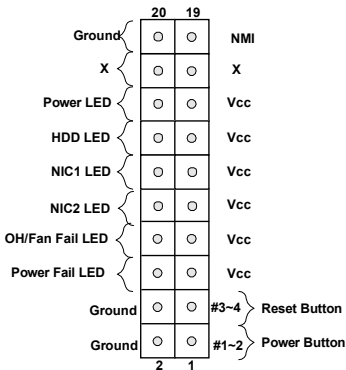 20 19
Ground NMI
X X
Power LED Vcc
HDD LED Vcc
NIC1 LED Vcc
NIC2 LED Vcc
OH/Fan Fail LED Vcc
Power Fail LED Vcc
Ground #3~4 Reset Button
Ground #1~2 Power Button
2 1